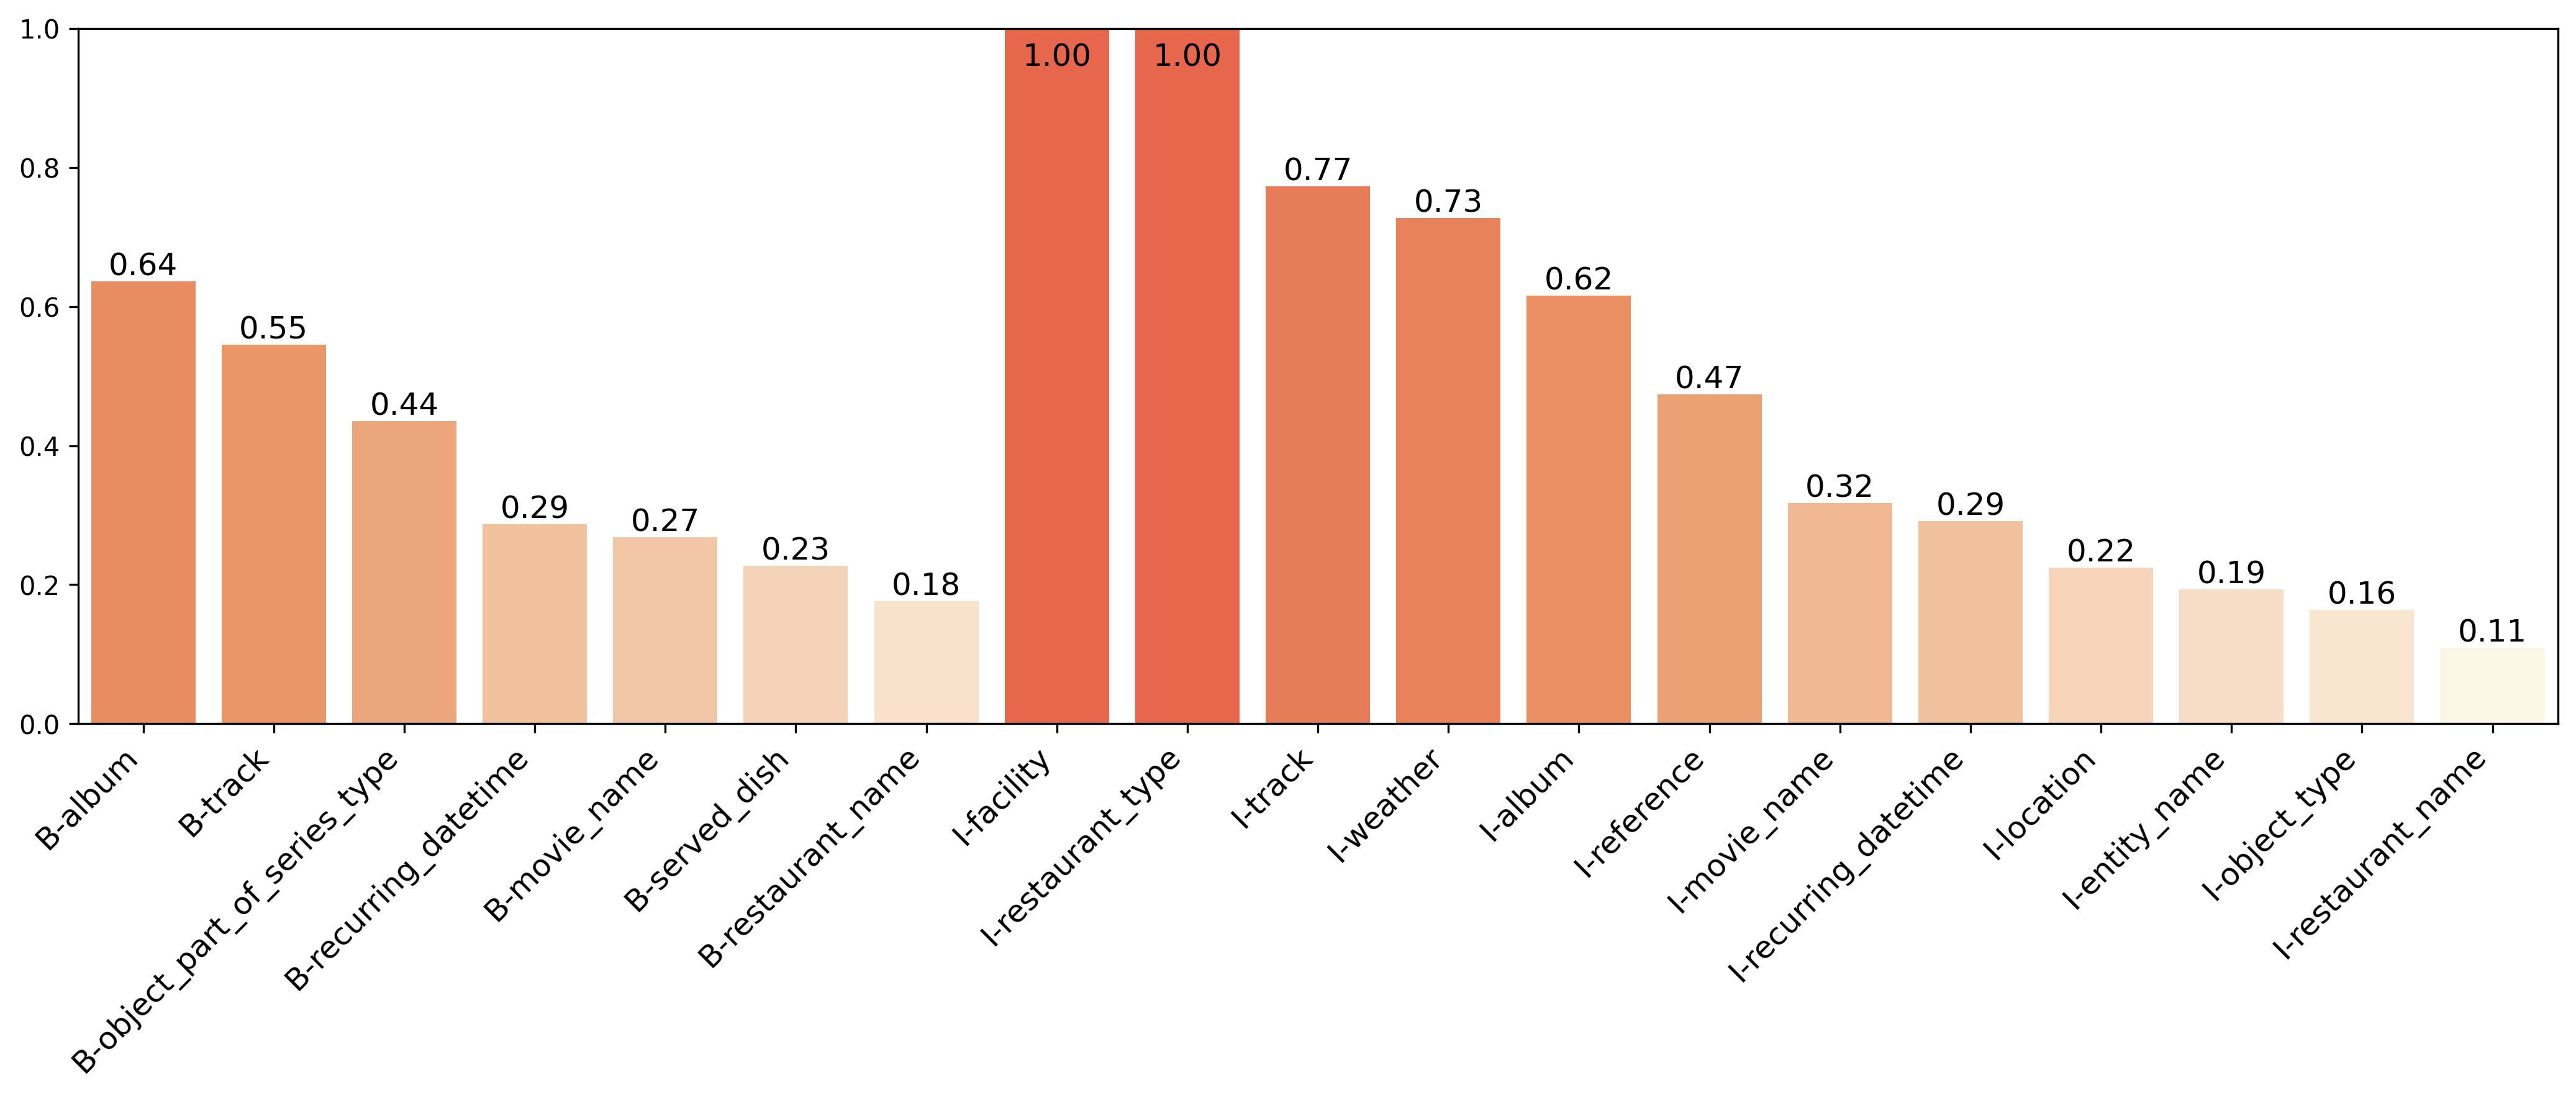 1.0
0.8
0.6
0.4
0.2
0.0
0.64
0.55
0.44
0.29
0.27
0.23
0.18
1.00
1.00
0.77
0.73
0.62
0.47
0.32
0.29
0.22
0.19
0.16
0.11
B-album
B-track
B-object_part_of_series_type
B-recurring_datetime
B-movie_name
B-served_dish
B-restaurant_name
I-facility
I-restaurant_type
I-track
I-weather
I-album
I-reference
I-movie_name
I-recurring_datetime
I-location
I-entity_name
I-object_type
I-restaurant_name